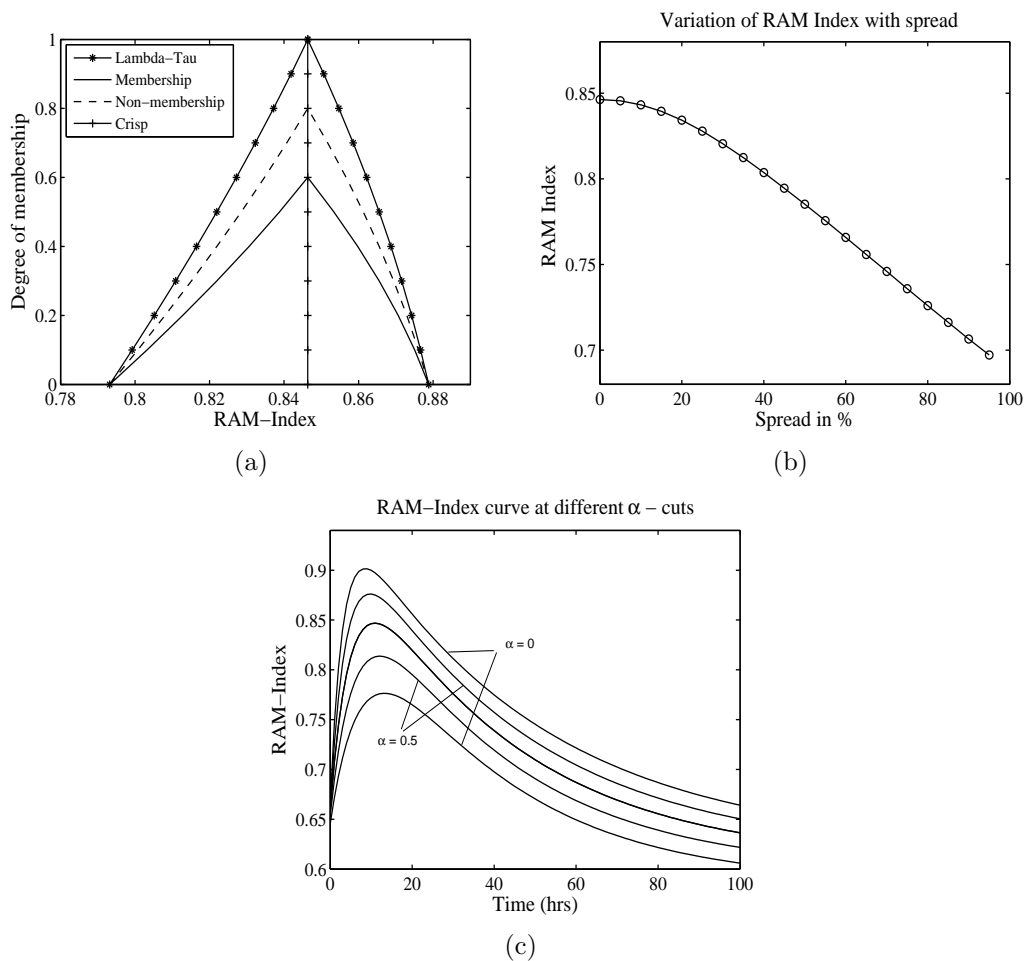 Lambda−Tau
Membership
Non−membership
Crisp
Degree of membership
1
0.8
0.6
0.4
0.2
0
0.78
0.8
0.82
0.84
0.86
0.88
RAM−Index
(a)
Variation of RAM Index with spread
RAM Index
0.85
0.8
0.75
0.7
0
20
40
60
80
100
Spread in %
(b)
RAM−Index curve at different α − cuts
RAM−Index
0.9
0.85
0.8
0.75
0.7
0.65
0.6
α = 0
α = 0.5
0
20
40
60
80
100
Time (hrs)
(c)